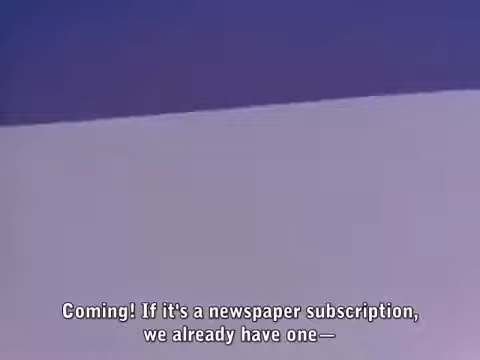 Coming! If it's a newspaper subscription,
we already have one—